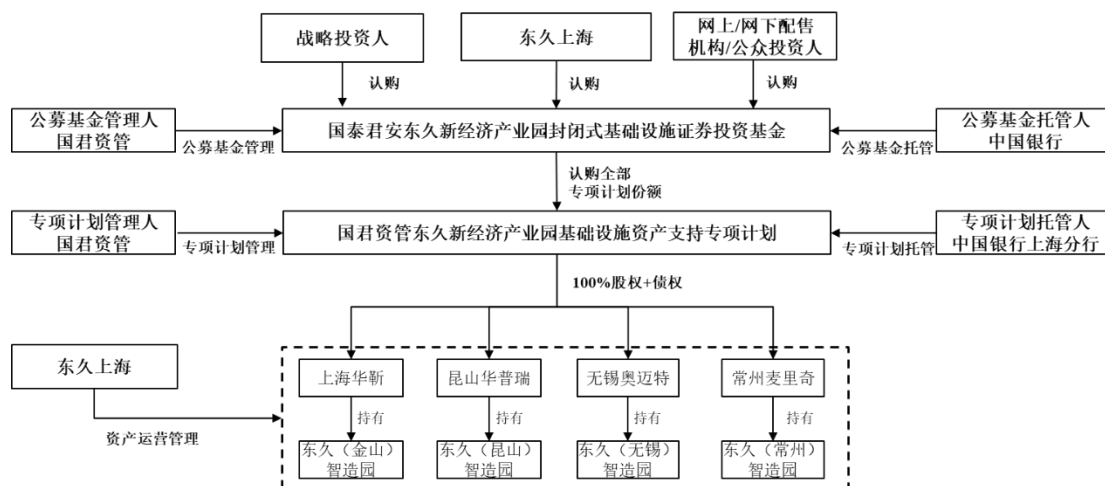 战略投资人
东久上海
网上/网下配售
机构/公众投资人
认购
认购
认购
公募基金管理人
国君资管
公募基金管理
国泰君安东久新经济产业园封闭式基础设施证券投资基金
公募基金托管
公募基金托管人
中国银行
认购全部
专项计划份额
专项计划管理人
国君资管
专项计划管理
国君资管东久新经济产业园基础设施资产支持专项计划
专项计划托管
专项计划托管人
中国银行上海分行
100%股权+债权
东久上海
资产运营管理
上海华靳
昆山华普瑞
无锡奥迈特
常州麦里奇
持有
持有
持有
持有
东久（金山）
智造园
东久（昆山）
智造园
东久（无锡）
智造园
东久（常州）
智造园